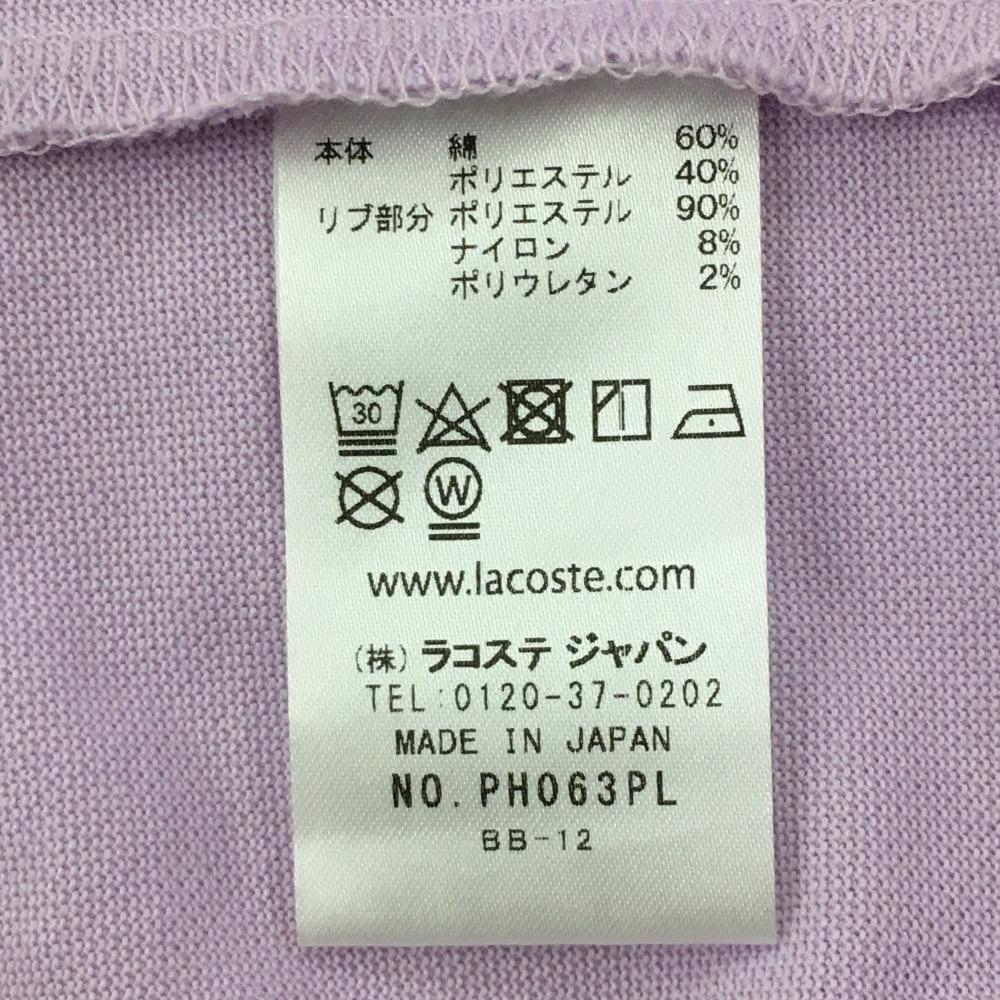 本体 綿 60%
ポリエステル 40%
リブ部分 ポリエステル 90%
ナイロン 8%
ポリウレタン 2%
30
W
www.lacoste.com
(株) ラコステ ジャパン
TEL:0120-37-0202
MADE IN JAPAN
NO. PH063PL
BB-12